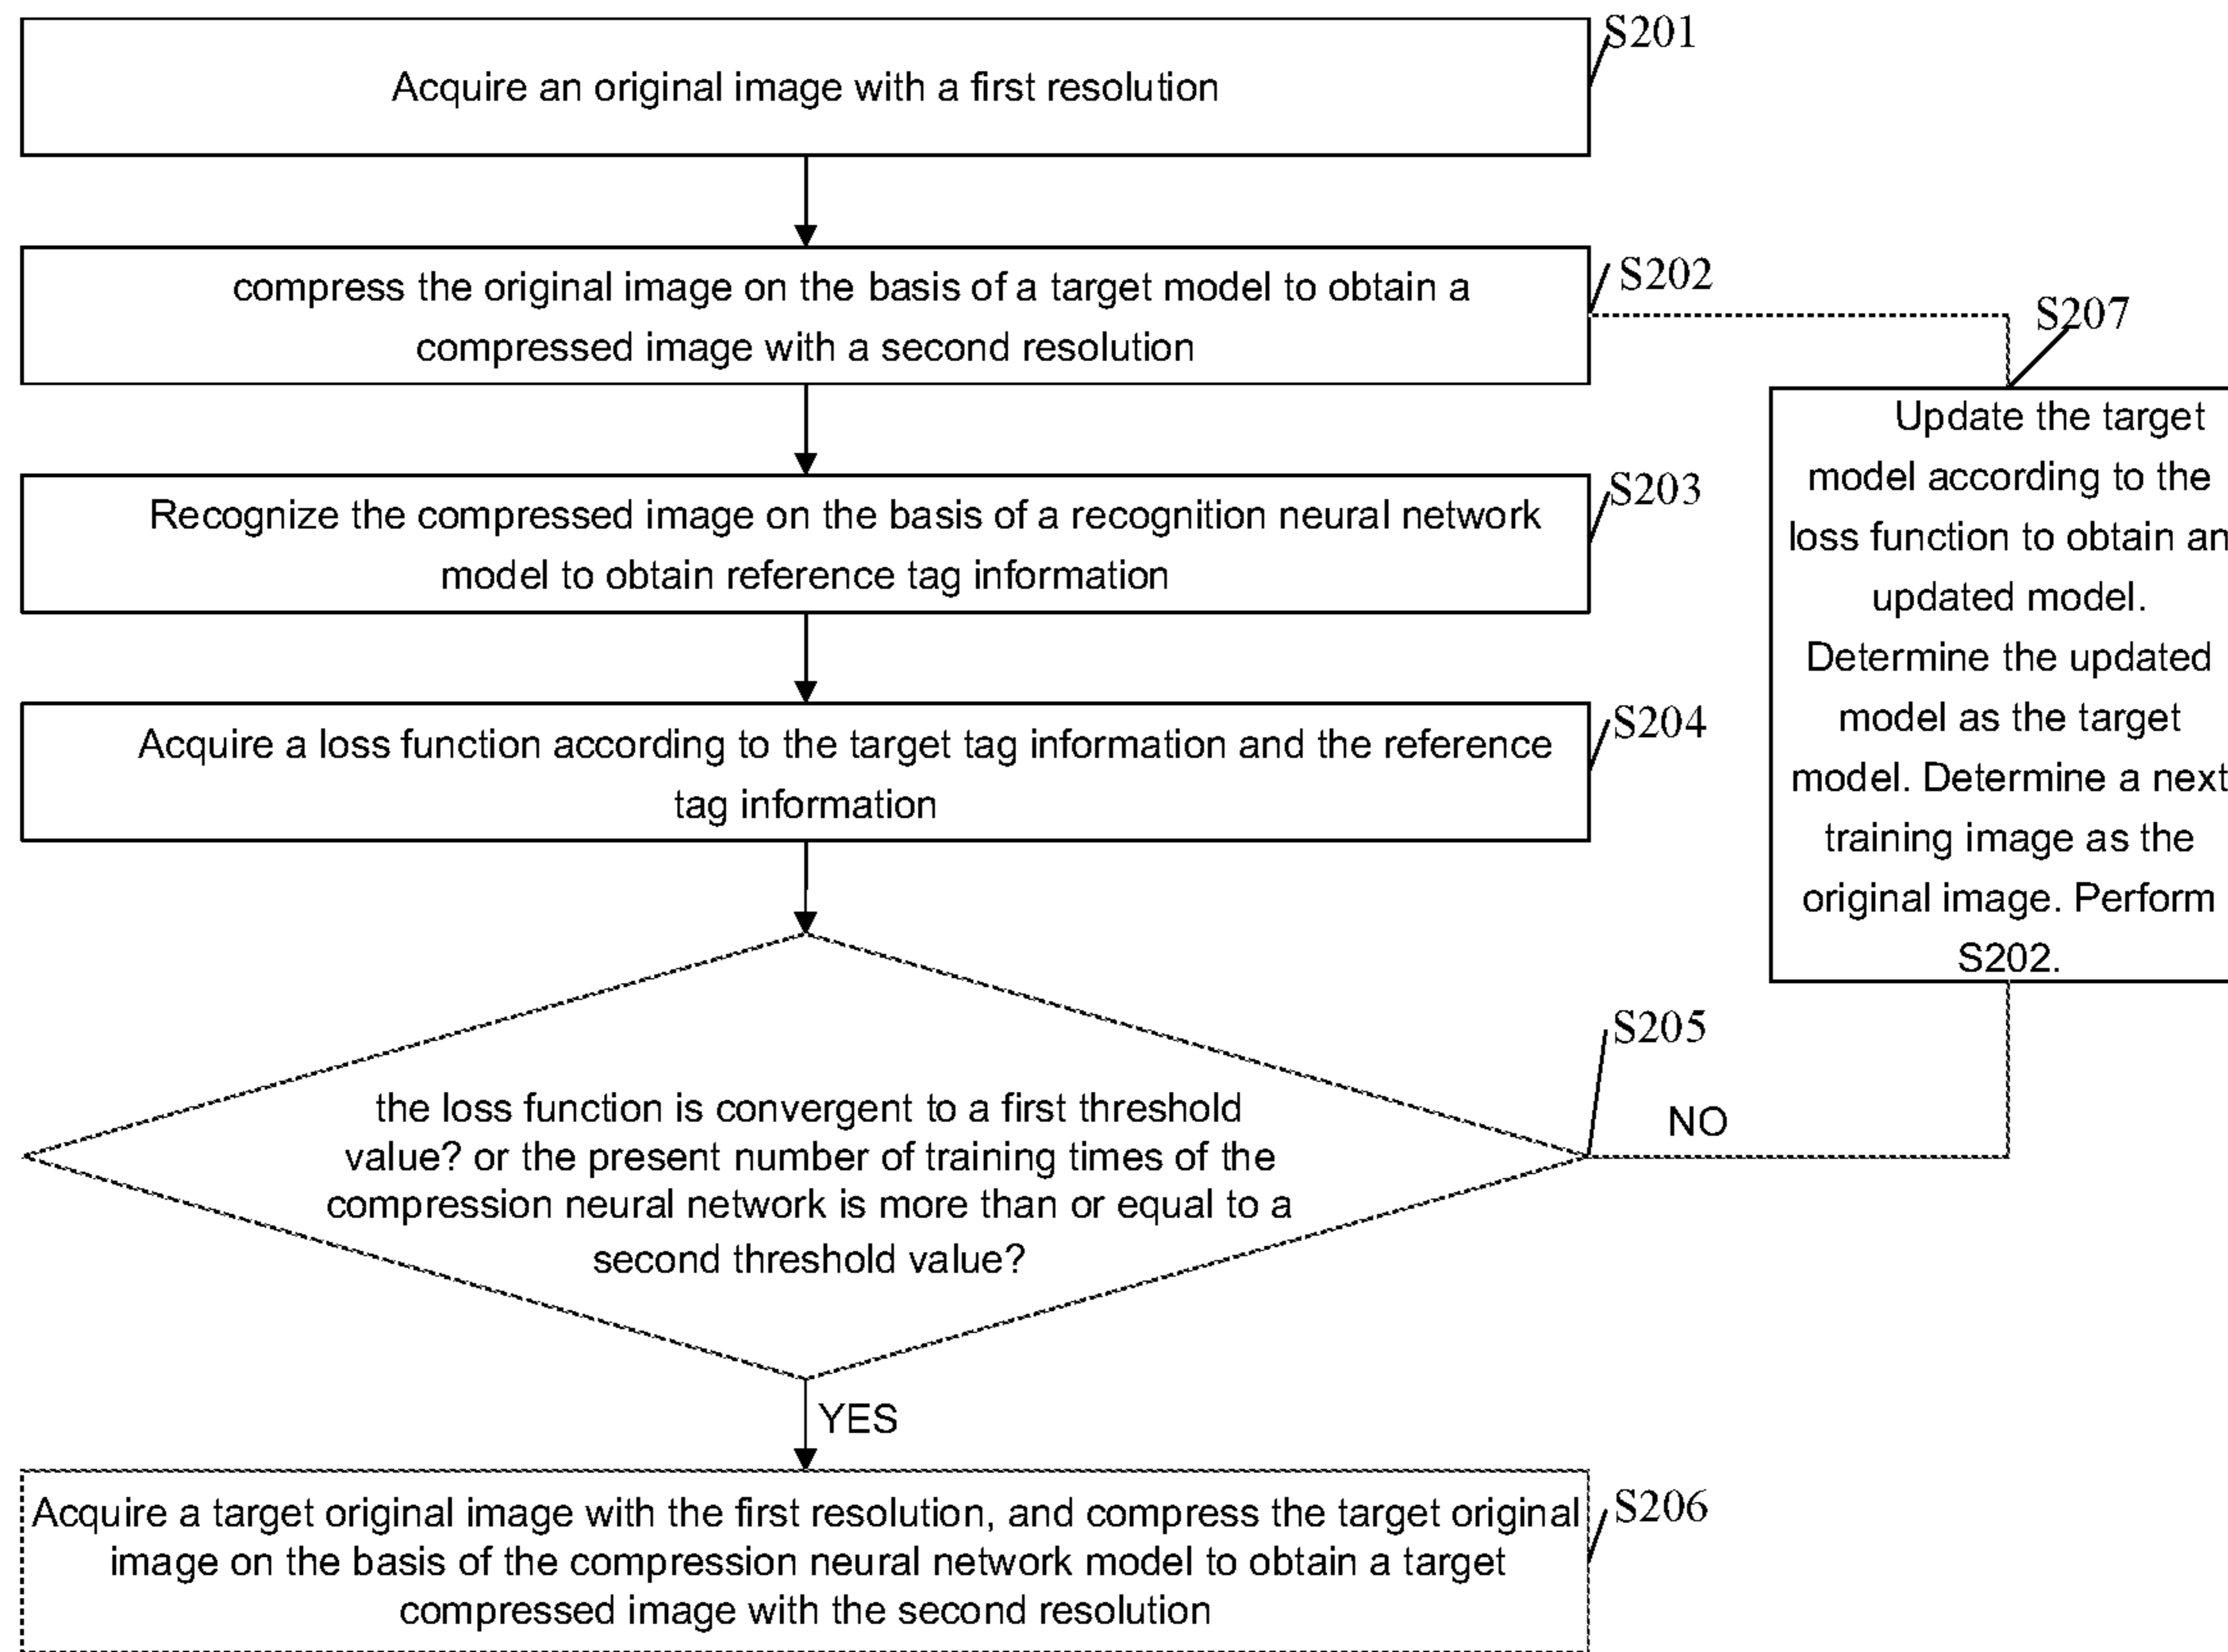 S201
Acquire an original image with a first resolution
S202
compress the original image on the basis of a target model to obtain a
compressed image with a second resolution
S203
Recognize the compressed image on the basis of a recognition neural network
model to obtain reference tag information
S204
Acquire a loss function according to the target tag information and the reference
tag information
S205
the loss function is convergent to a first threshold
value? or the present number of training times of the
compression neural network is more than or equal to a
second threshold value?
NO
S207
Update the target
model according to the
loss function to obtain an
updated model.
Determine the updated
model as the target
model. Determine a next
training image as the
original image. Perform
S202.
YES
S206
Acquire a target original image with the first resolution, and compress the target original
image on the basis of the compression neural network model to obtain a target
compressed image with the second resolution